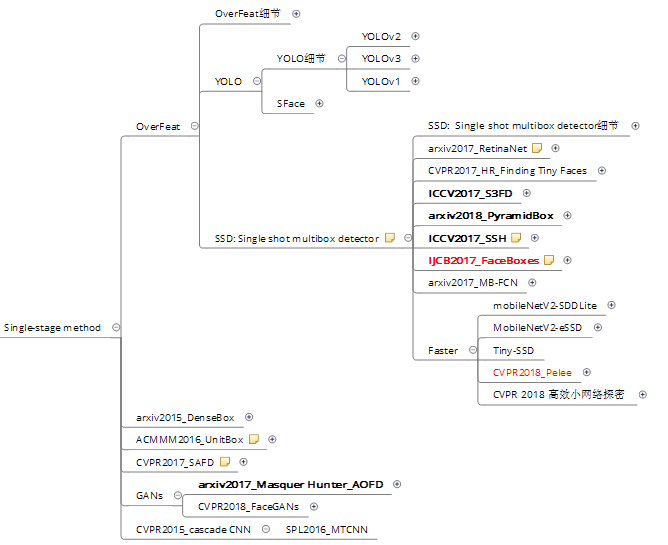 OverFeat细节
YOLOv2
YOLO细节
YOLOv3
YOLO
YOLOv1
SFace
OverFeat
SSD: Single shot multibox detector细节
arxiv2017_RetinaNet
CVPR2017_HR_Finding Tiny Faces
ICCV2017_S3FD
arxiv2018_PyramidBox
SSD: Single shot multibox detector
ICCV2017_SSH
IJCB2017_FaceBoxes
arxiv2017_MB-FCN
mobileNetV2-SDDLite
Single-stage method
MobileNetV2-eSSD
Faster
Tiny-SSD
CVPR2018_Pelee
CVPR 2018 高效小网络探密
arxiv2015_DenseBox
ACMMM2016_UnitBox
CVPR2017_SAFD
arxiv2017_Masquer Hunter_AOFD
GANs
CVPR2018_FaceGANs
CVPR2015_cascade CNN
SPL2016_MTCNN